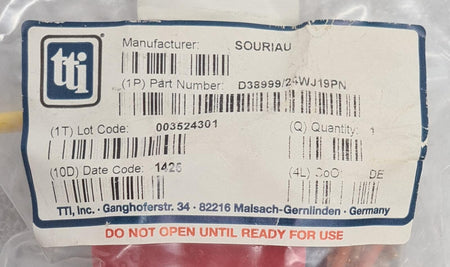 tti
Manufacturer: SOURIAU
(1P) Part Number: D38999/24WJ19PN
(1T) Lot Code: 003524301
(Q) Quantity: 1
(10D) Date Code: 1426
(4L) CoO DE
TTI, Inc. · Ganghoferstr. 34 · 82216 Maisach-Gernlinden · Germany
DO NOT OPEN UNTIL READY FOR USE